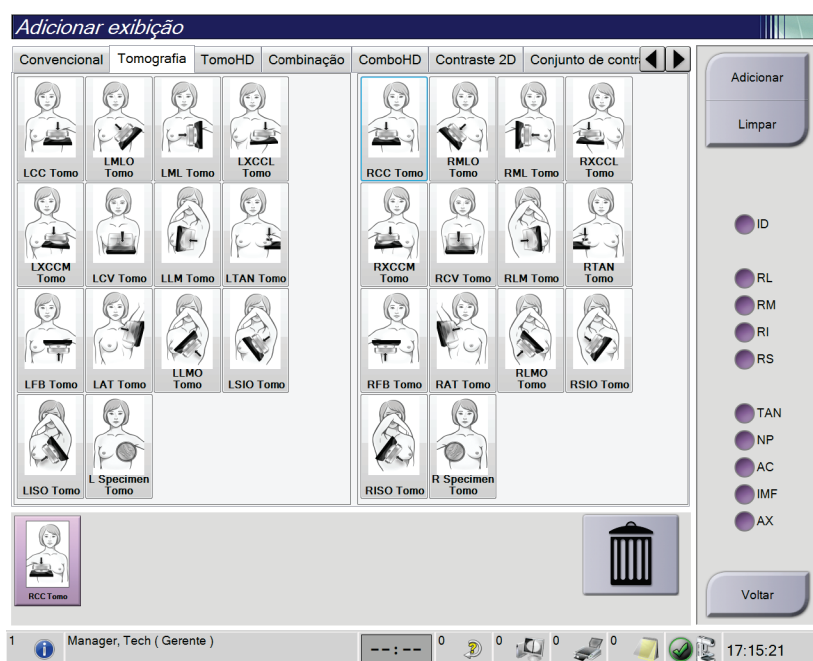 Adicionar exibição
Convencional
Tomografia
TomoHD
Combinação
ComboHD
Contraste 2D
Conjunto de contr
Adicionar
Limpar
LCC Tomo
LMLO
Tomo
LML Tomo
LXCCL
Tomo
RCC Tomo
RMLO
Tomo
RML Tomo
RXCCL
Tomo
LXCCM
Tomo
LCV Tomo
LLM Tomo
LTAN Tomo
RXCCM
Tomo
RCV Tomo
RLM Tomo
RTAN
Tomo
LFB Tomo
LAT Tomo
LLMO
Tomo
LSIO Tomo
RFB Tomo
RAT Tomo
RLMO
Tomo
RSIO Tomo
LISO Tomo
L Specimen
Tomo
RISO Tomo
R Specimen
Tomo
ID
RL
RM
RI
RS
TAN
NP
AC
IMF
AX
RCC Tomo
Voltar
1
Manager, Tech ( Gerente )
--:--
0
0
0
0
17:15:21